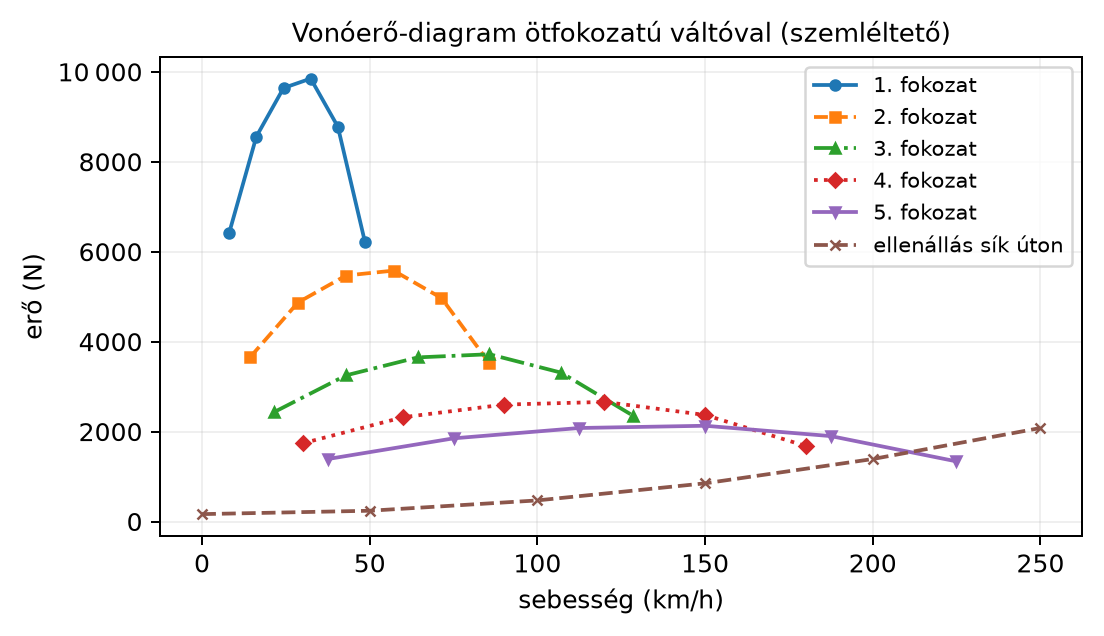 Vonóerő-diagram ötfokozatú váltóval (szemléltető)
erő (N)
10 000
8000
6000
4000
2000
0
1. fokozat
2. fokozat
3. fokozat
4. fokozat
5. fokozat
ellenállás sík úton
0 50 100 150 200 250
sebesség (km/h)